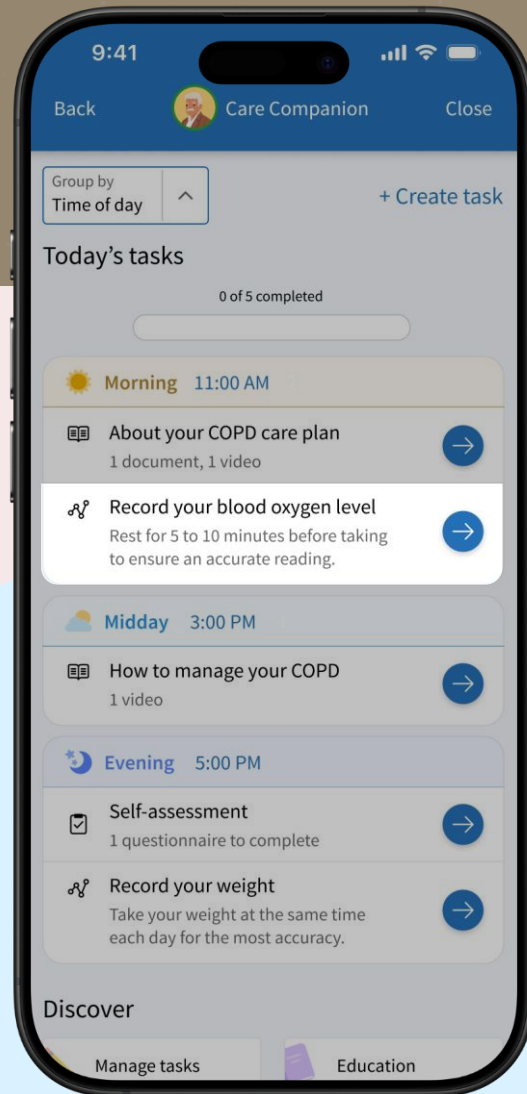 9:41
Back Care Companion Close
Group by
Time of day
+ Create task
Today's tasks
0 of 5 completed
Morning 11:00 AM
About your COPD care plan
1 document, 1 video
Record your blood oxygen level
Rest for 5 to 10 minutes before taking
to ensure an accurate reading.
Midday 3:00 PM
How to manage your COPD
1 video
Evening 5:00 PM
Self-assessment
1 questionnaire to complete
Record your weight
Take your weight at the same time
each day for the most accuracy.
Discover
Manage tasks Education